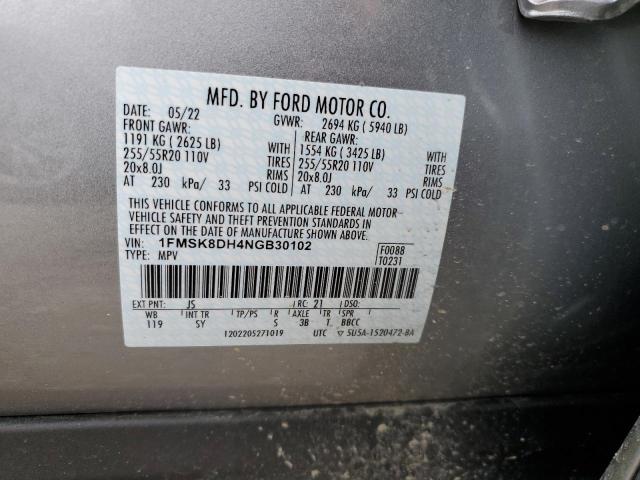 MFD. BY FORD MOTOR CO.
DATE: 05/22 GVWR: 2694 KG ( 5940 LB)
FRONT GAWR: REAR GAWR:
1191 KG ( 2625 LB) WITH 1554 KG ( 3425 LB) WITH
255/55R20 110V TIRES 255/55R20 110V TIRES
20x8.0J RIMS 20x8.0J RIMS
AT 230 kPa/ 33 PSI COLD AT 230 kPa/ 33 PSI COLD
THIS VEHICLE CONFORMS TO ALL APPLICABLE FEDERAL MOTOR
VEHICLE SAFETY AND THEFT PREVENTION STANDARDS IN
EFFECT ON THE DATE OF MANUFACTURE SHOWN ABOVE.
VIN: 1FMSK8DH4NGB30102 F0088
TYPE: MPV T0231
EXT PNT: JS RC: 21 DSO:
WB INT TR TP/PS R AXLE TR SPR
119 SY S 3B T BBCC
1202205271019 UTC ▽ 5U5A-1520472-BA